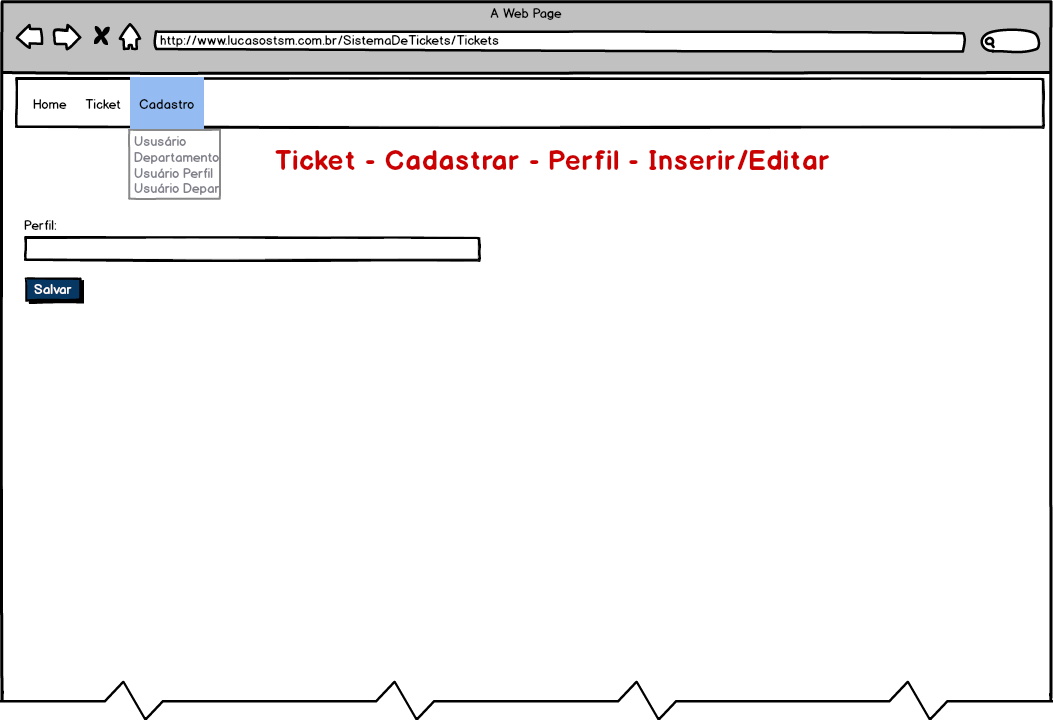 A Web Page
http://www.lucasostsm.com.br/SistemaDeTickets/Tickets
Home Ticket Cadastro
Ususário
Departamento
Usuário Perfil
Usuário Depar
Ticket - Cadastrar - Perfil - Inserir/Editar
Perfil:
Salvar